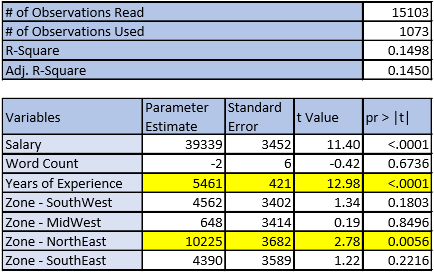 # of Observations Read 15103
# of Observations Used 1073
R-Square 0.1498
Adj. R-Square 0.1450
Variables Parameter Estimate Standard Error t Value pr > |t|
Salary 39339 3452 11.40 <.0001
Word Count -2 6 -0.42 0.6736
Years of Experience 5461 421 12.98 <.0001
Zone - SouthWest 4562 3402 1.34 0.1803
Zone - MidWest 648 3414 0.19 0.8496
Zone - NorthEast 10225 3682 2.78 0.0056
Zone - SouthEast 4390 3589 1.22 0.2216